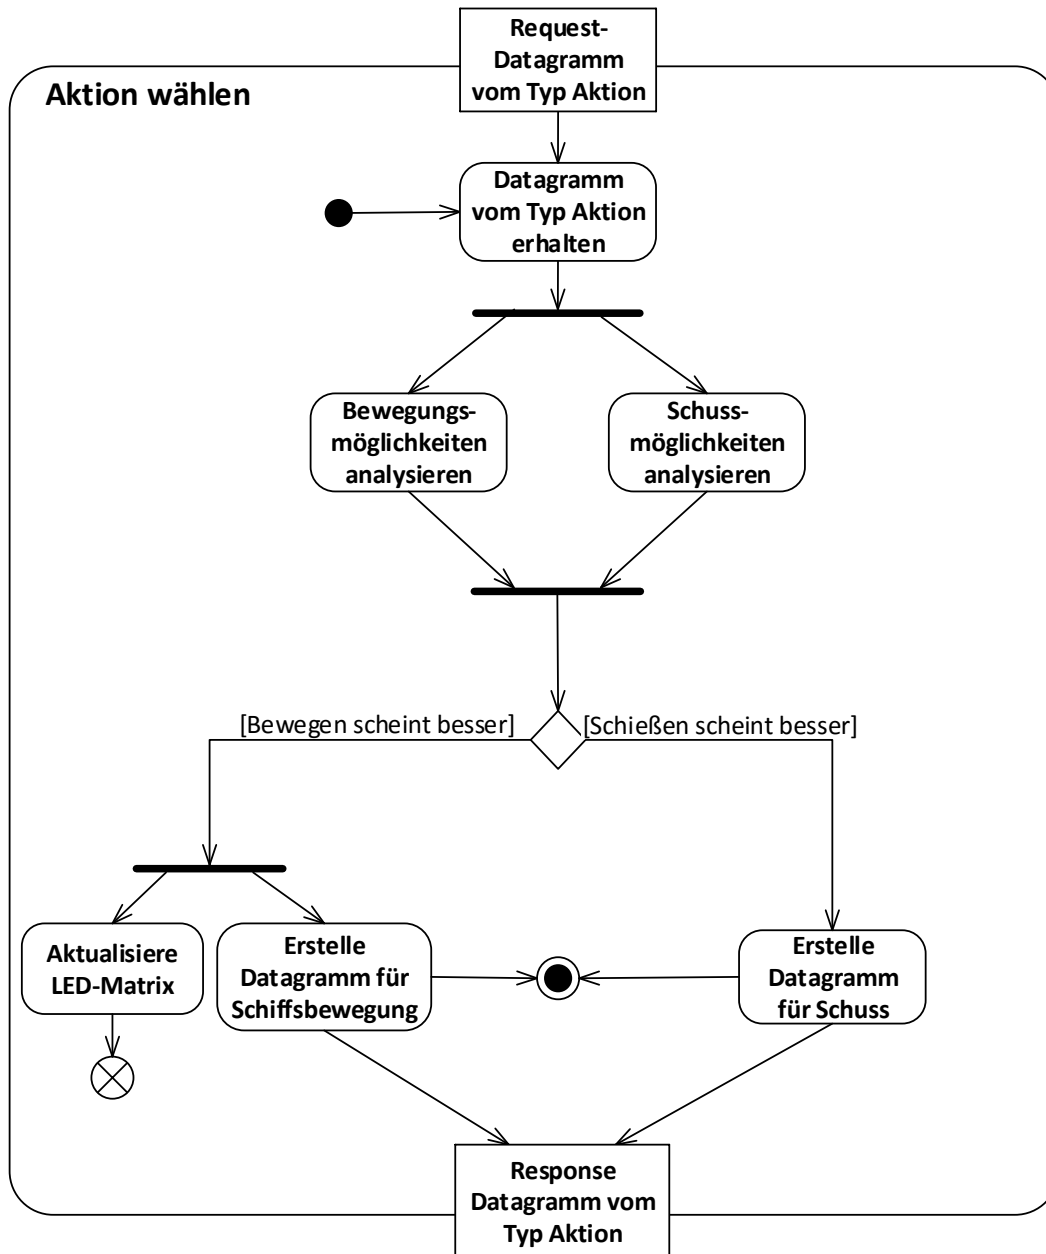 Request-
Datagramm
vom Typ Aktion
Aktion wählen
Datagramm
vom Typ Aktion
erhalten
Bewegungs-
möglichkeiten
analysieren
Schuss-
möglichkeiten
analysieren
[Bewegen scheint besser]
[Schießen scheint besser]
Aktualisiere
LED-Matrix
Erstelle
Datagramm für
Schiffsbewegung
Erstelle
Datagramm
für Schuss
Response
Datagramm vom
Typ Aktion